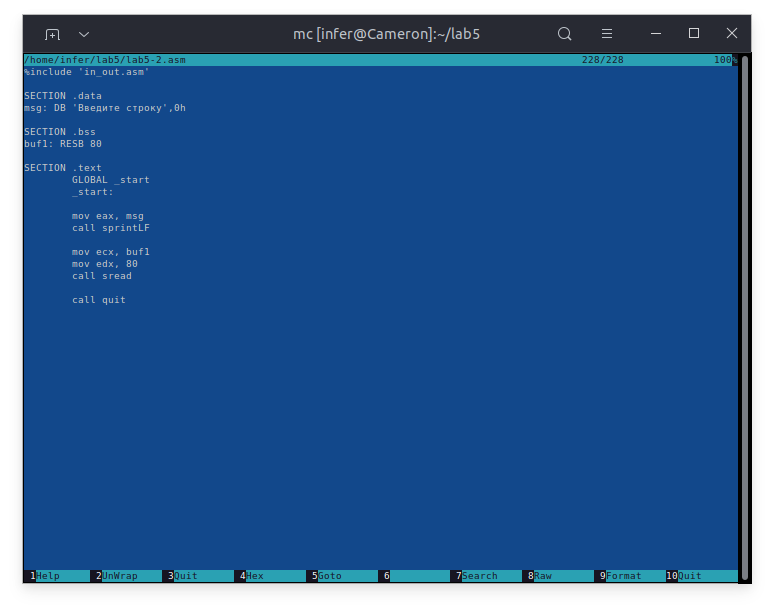 mc [infer@Cameron]:~/lab5
/home/infer/lab5/lab5-2.asm 228/228 100%
%include 'in_out.asm'
SECTION .data
msg: DB 'Введите строку',0h
SECTION .bss
buf1: RESB 80
SECTION .text
GLOBAL _start
_start:
mov eax, msg
call sprintLF
mov ecx, buf1
mov edx, 80
call sread
call quit
1Help 2UnWrap 3Quit 4Hex 5Goto 6 7Search 8Raw 9Format 10Quit